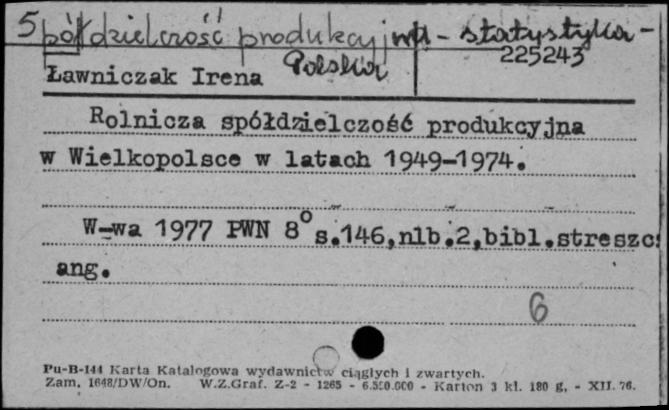 Spółdzielczość produkcyjna - statystyka -
Polska
225243
Ławniczak Irena
Rolnicza spółdzielczość produkcyjna
w Wielkopolsce w latach 1949-1974.
W-wa 1977 PWN 8° s.146,nlb.2,bibl.streszc.
ang.
6
Pu-B-144 Karta Katalogowa wydawnictw ciągłych i zwartych.
Zam. 1648/DW/On. W.Z.Graf. Z-2 - 1265 - 6.550.000 - Karton 3 kl. 180 g. - XII. 76.